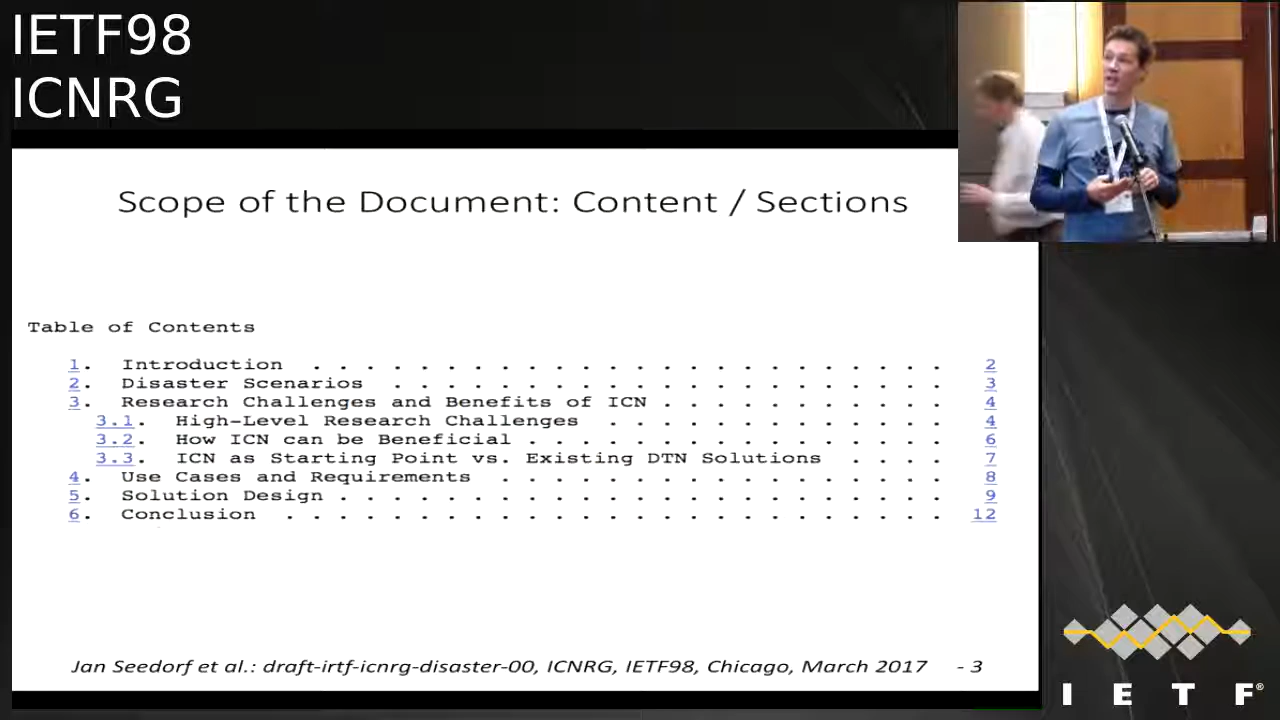 IETF98
ICNRG
Scope of the Document: Content / Sections
Table of Contents
1. Introduction . . . . . . . . . . . . . . . . . . . . . . . . 2
2. Disaster Scenarios . . . . . . . . . . . . . . . . . . . . . 3
3. Research Challenges and Benefits of ICN . . . . . . . . . . . 4
3.1. High-Level Research Challenges . . . . . . . . . . . . . 4
3.2. How ICN can be Beneficial . . . . . . . . . . . . . . . . 6
3.3. ICN as Starting Point vs. Existing DTN Solutions . . . . 7
4. Use Cases and Requirements . . . . . . . . . . . . . . . . . 8
5. Solution Design . . . . . . . . . . . . . . . . . . . . . . . 9
6. Conclusion . . . . . . . . . . . . . . . . . . . . . . . . . 12
Jan Seedorf et al.: draft-irtf-icnrg-disaster-00, ICNRG, IETF98, Chicago, March 2017 - 3
I E T F®